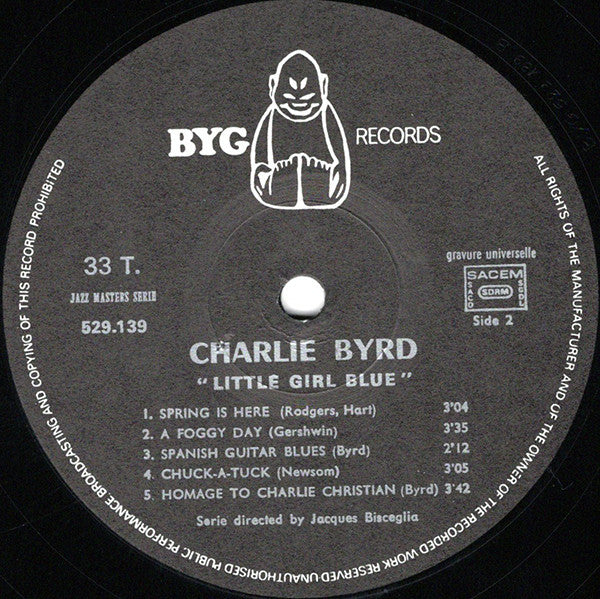 BYG RECORDS
33 T.
JAZZ MASTERS SERIE
529.139
gravure universelle
SACEM
SACD SDRM SGDL
Side 2
CHARLIE BYRD
"LITTLE GIRL BLUE"
1. SPRING IS HERE (Rodgers, Hart) 3'04
2. A FOGGY DAY (Gershwin) 3'35
3. SPANISH GUITAR BLUES (Byrd) 2'12
4. CHUCK-A-TUCK (Newsom) 3'05
5. HOMAGE TO CHARLIE CHRISTIAN (Byrd) 3'42
Serie directed by Jacques Bisceglia
ALL RIGHTS OF THE MANUFACTURER AND OF THE OWNER OF THE RECORDED WORK RESERVED-UNAUTHORISED PUBLIC PERFORMANCE BROADCASTING AND COPYING OF THIS RECORD PROHIBITED